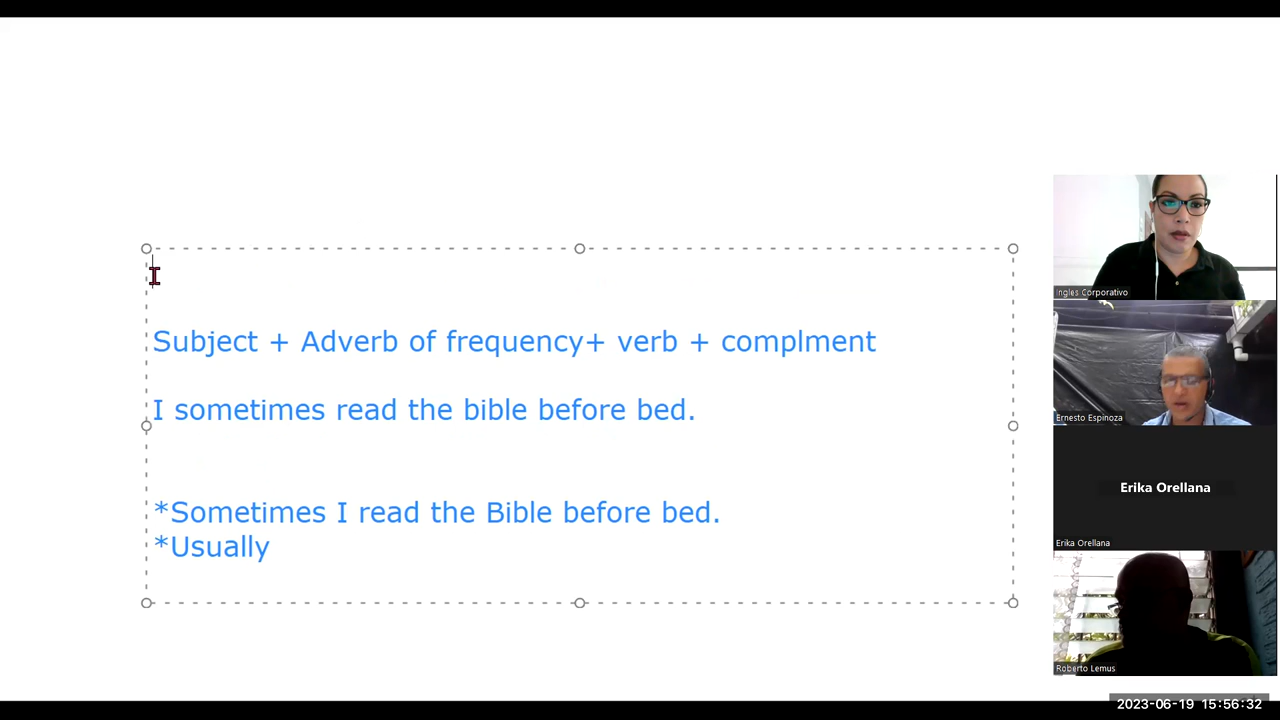 Subject + Adverb of frequency+ verb + complment
I sometimes read the bible before bed.
*Sometimes I read the Bible before bed.
*Usually
Ingles Corporativo
Ernesto Espinoza
Erika Orellana
Erika Orellana
Roberto Lemus
2023-06-19 15:56:32